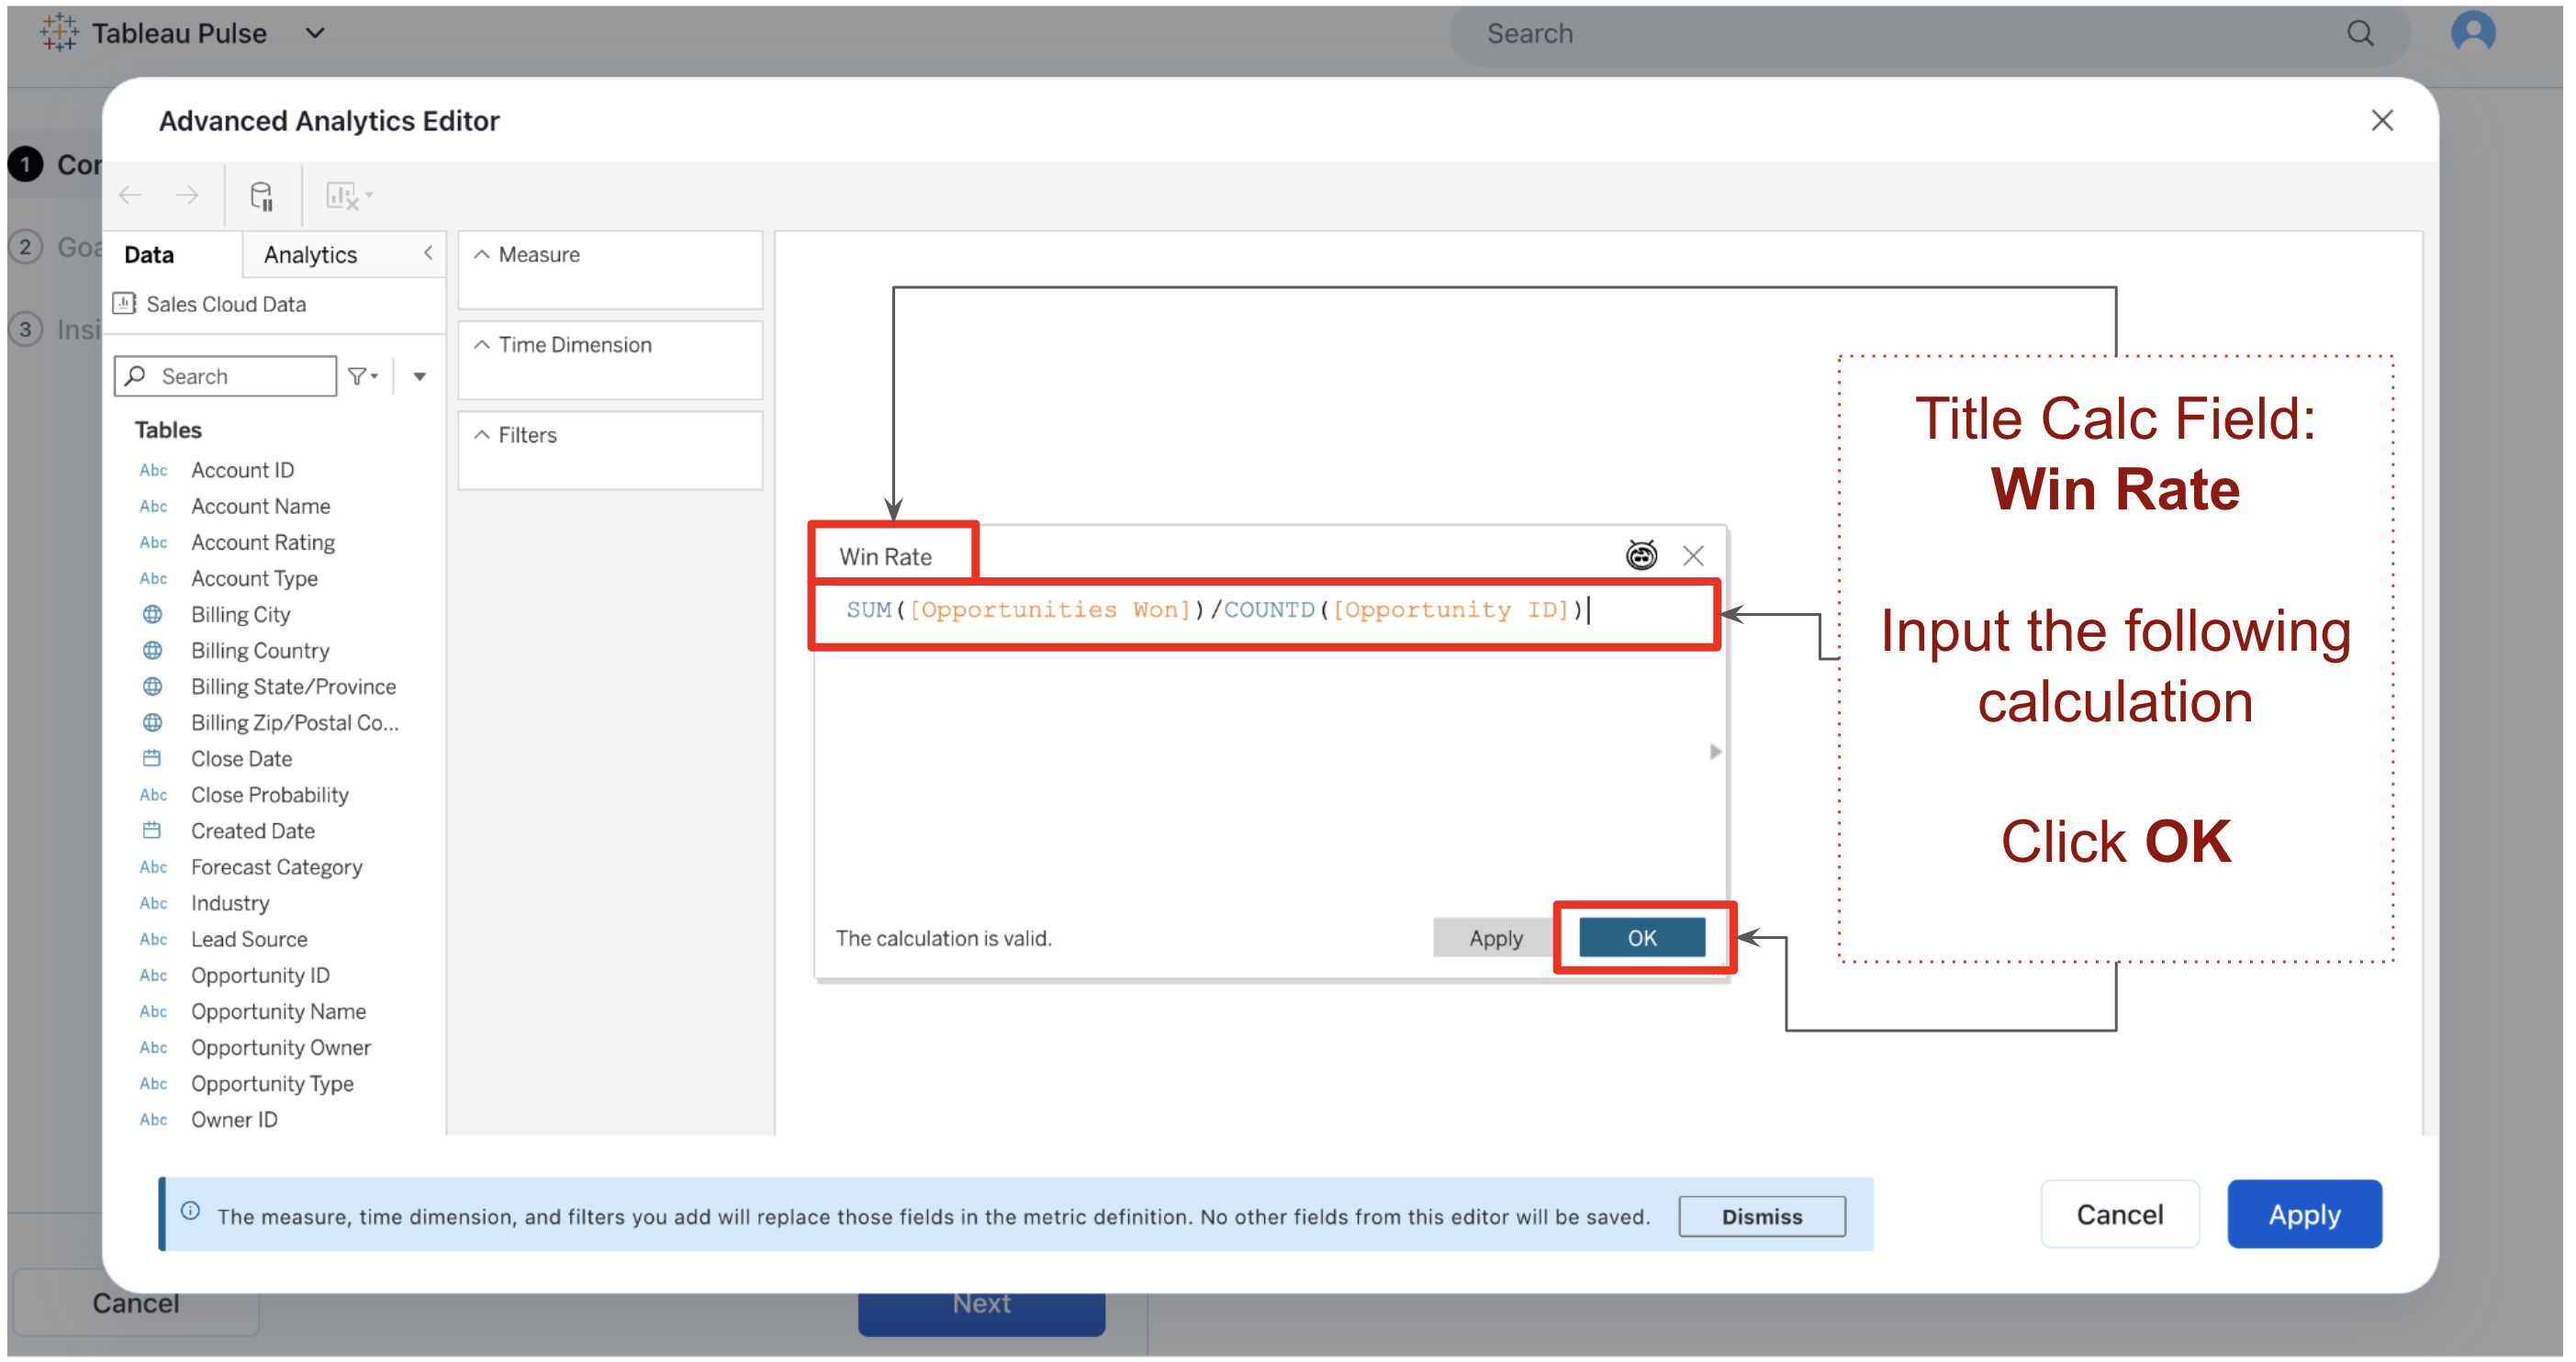 Tableau Pulse
Search
Advanced Analytics Editor
1 Cor
2 Goa
3 Insi
Data
Analytics
Sales Cloud Data
Search
Tables
Abc Account ID
Abc Account Name
Abc Account Rating
Abc Account Type
Billing City
Billing Country
Billing State/Province
Billing Zip/Postal Co...
Close Date
Abc Close Probability
Created Date
Abc Forecast Category
Abc Industry
Abc Lead Source
Abc Opportunity ID
Abc Opportunity Name
Abc Opportunity Owner
Abc Opportunity Type
Abc Owner ID
Measure
Time Dimension
Filters
Win Rate
SUM([Opportunities Won])/COUNTD([Opportunity ID])
The calculation is valid.
Apply
OK
Title Calc Field:
Win Rate
Input the following
calculation
Click OK
The measure, time dimension, and filters you add will replace those fields in the metric definition. No other fields from this editor will be saved.
Dismiss
Cancel
Apply
Cancel
Next